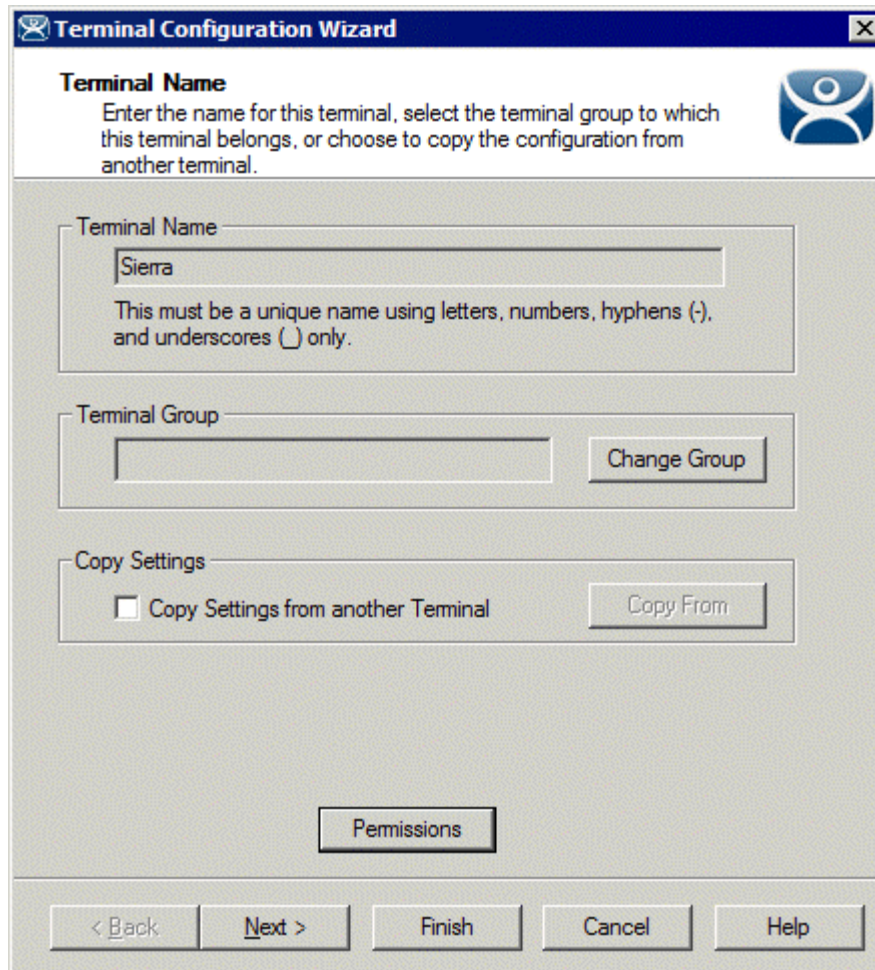 Terminal Configuration Wizard
Terminal Name
Enter the name for this terminal, select the terminal group to which
this terminal belongs, or choose to copy the configuration from
another terminal.
Terminal Name
Sierra
This must be a unique name using letters, numbers, hyphens (-),
and underscores (_) only.
Terminal Group
Change Group
Copy Settings
Copy Settings from another Terminal
Copy From
Permissions
< Back
Next >
Finish
Cancel
Help